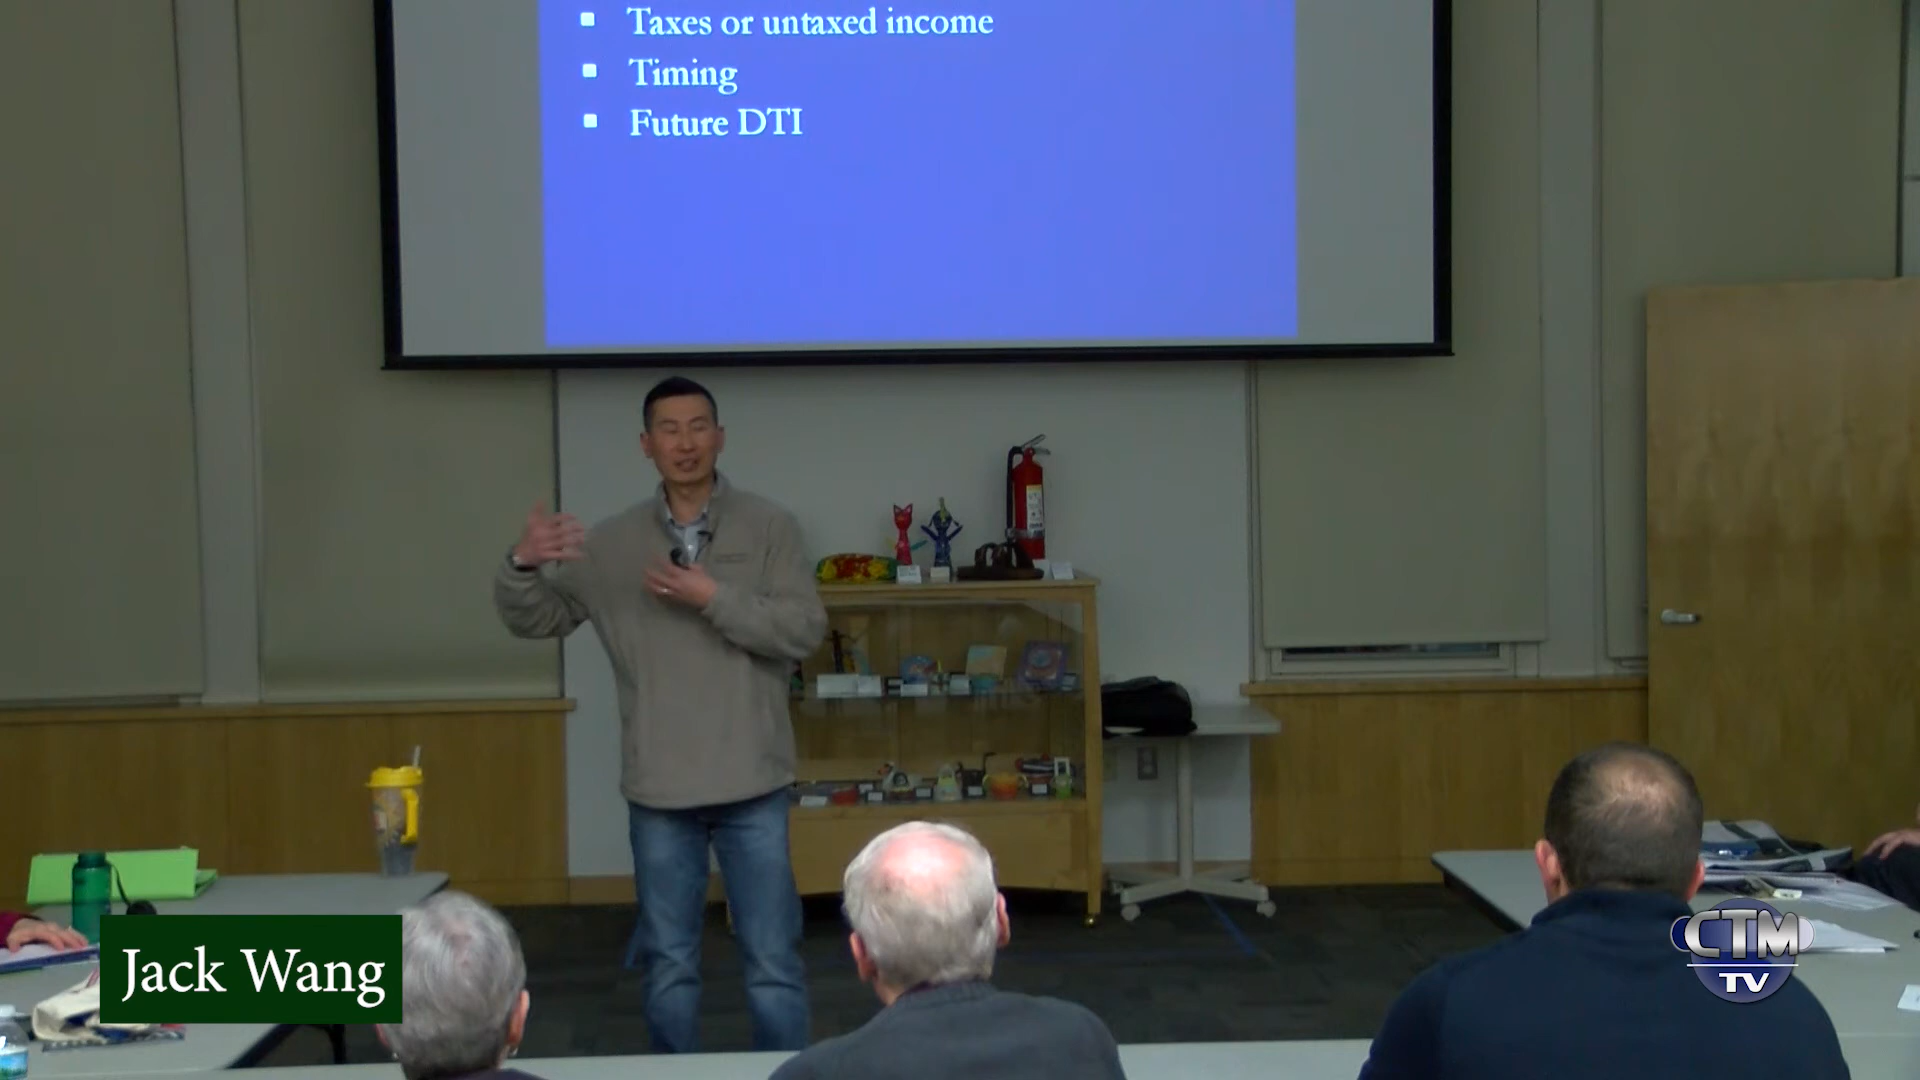 Taxes or untaxed income
Timing
Future DTI
Jack Wang
CTM
TV